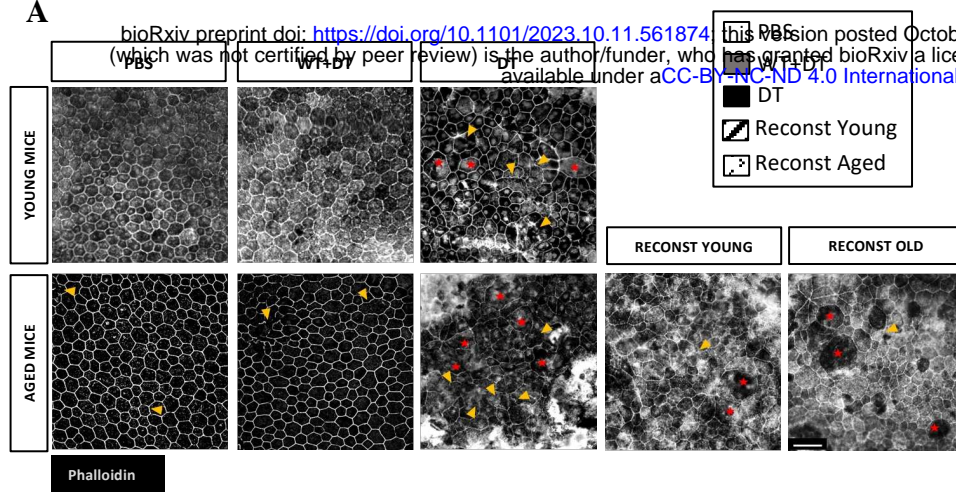 A
bioRxiv preprint doi: https://doi.org/10.1101/2023.10.11.561874; this version posted Octob
(which was not certified by peer review) is the author/funder, who has granted bioRxiv a lice
available under aCC-BY-NC-ND 4.0 International
PBS
WT+DT
DT
Reconst Young
Reconst Aged
PBS
WT+DT
DT
YOUNG MICE
RECONST YOUNG
RECONST OLD
AGED MICE
Phalloidin